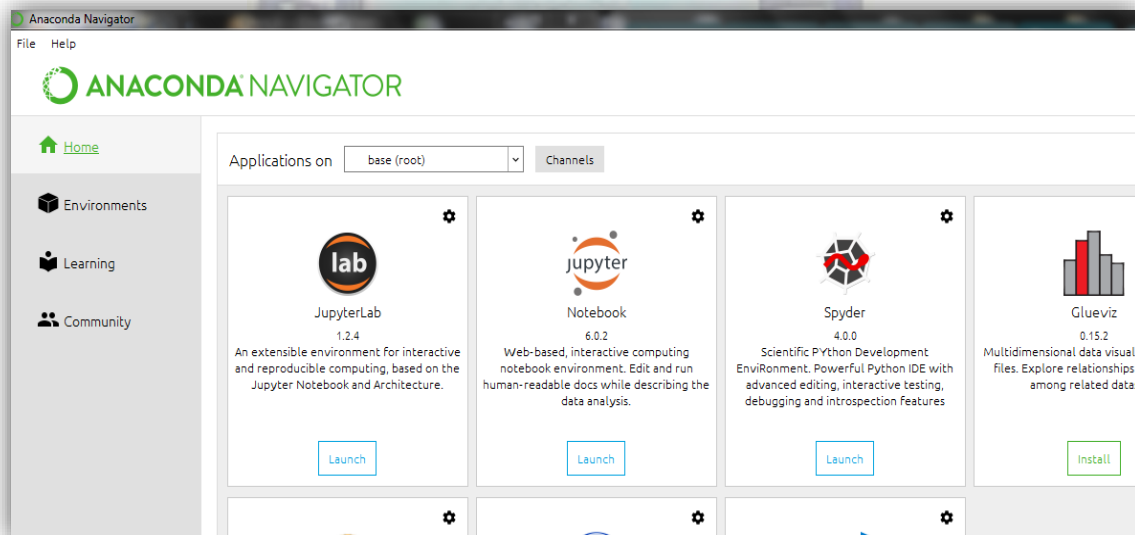 Anaconda Navigator
File Help
ANACONDA NAVIGATOR
Home
Environments
Learning
Community
Applications on base (root) Channels
lab
JupyterLab
1.2.4
An extensible environment for interactive
and reproducible computing, based on the
Jupyter Notebook and Architecture.
Launch
jupyter
Notebook
6.0.2
Web-based, interactive computing
notebook environment. Edit and run
human-readable docs while describing the
data analysis.
Launch
Spyder
4.0.0
Scientific PYthon Development
EnviRonment. Powerful Python IDE with
advanced editing, interactive testing,
debugging and introspection features
Launch
Glueviz
0.15.2
Multidimensional data visual
files. Explore relationships
among related data
Install